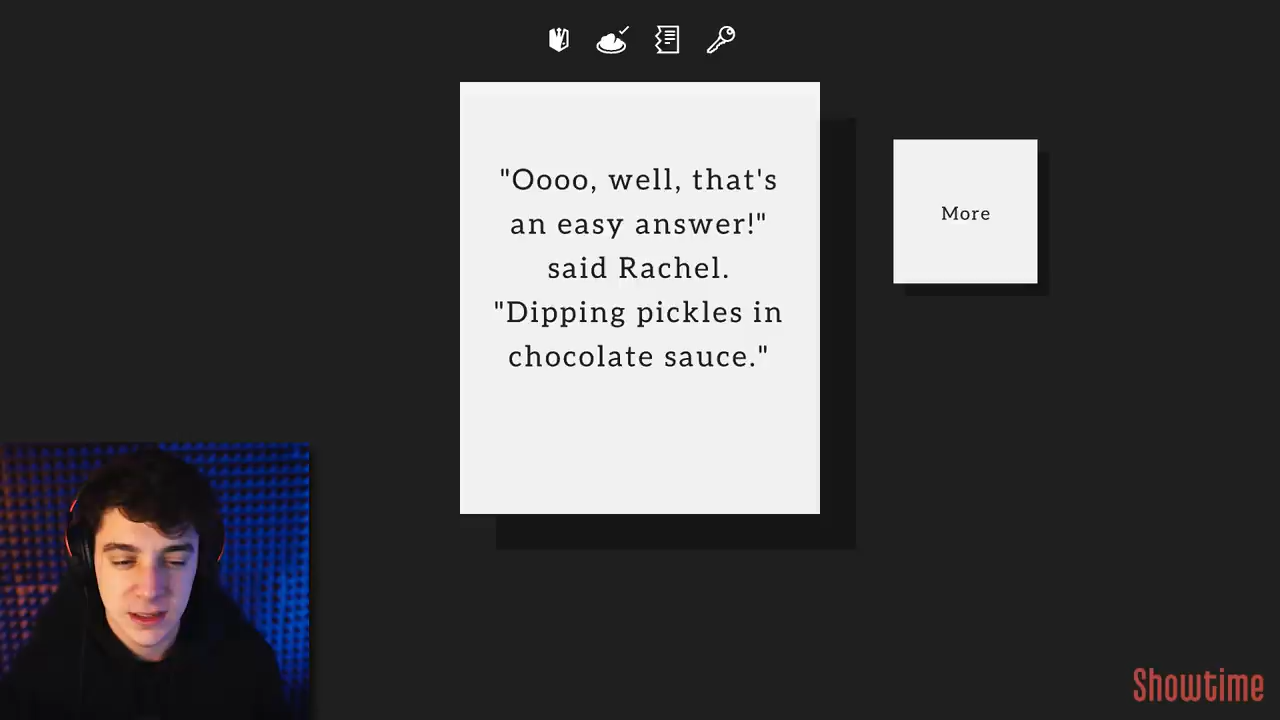 "Oooo, well, that's
an easy answer!"
said Rachel.
"Dipping pickles in
chocolate sauce."
More
Showtime